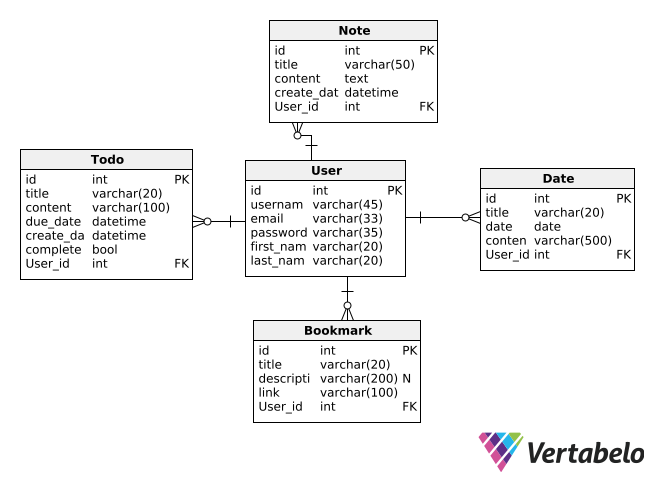 Note
id int PK
title varchar(50)
content text
create_dat datetime
User_id int FK
Todo
id int PK
title varchar(20)
content varchar(100)
due_date datetime
create_da datetime
complete bool
User_id int FK
User
id int PK
usernam varchar(45)
email varchar(33)
password varchar(35)
first_nam varchar(20)
last_nam varchar(20)
Date
id int PK
title varchar(20)
date date
conten varchar(500)
User_id int FK
Bookmark
id int PK
title varchar(20)
descripti varchar(200) N
link varchar(100)
User_id int FK
Vertabelo